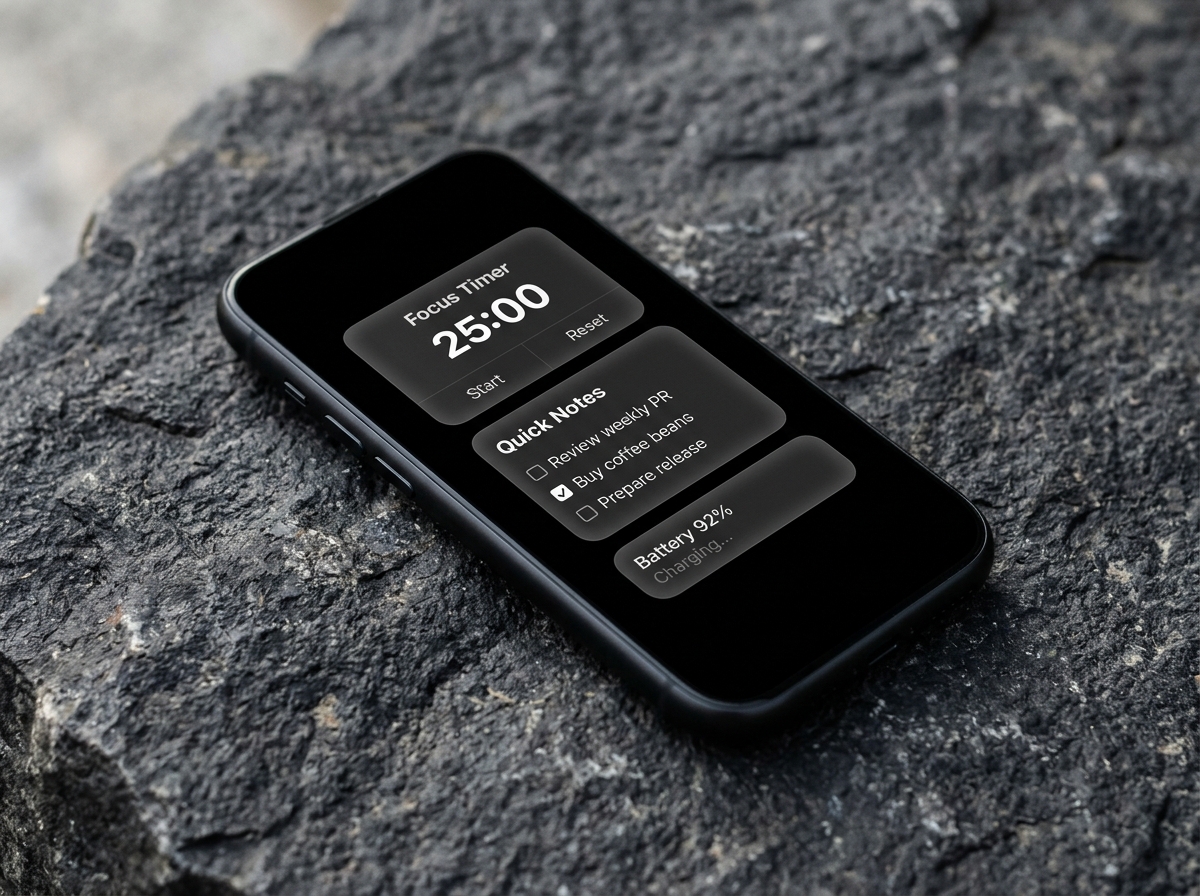 Focus Timer
25:00
Start Reset
Quick Notes
Review weekly PR
Buy coffee beans
Prepare release
Battery 92%
Charging...